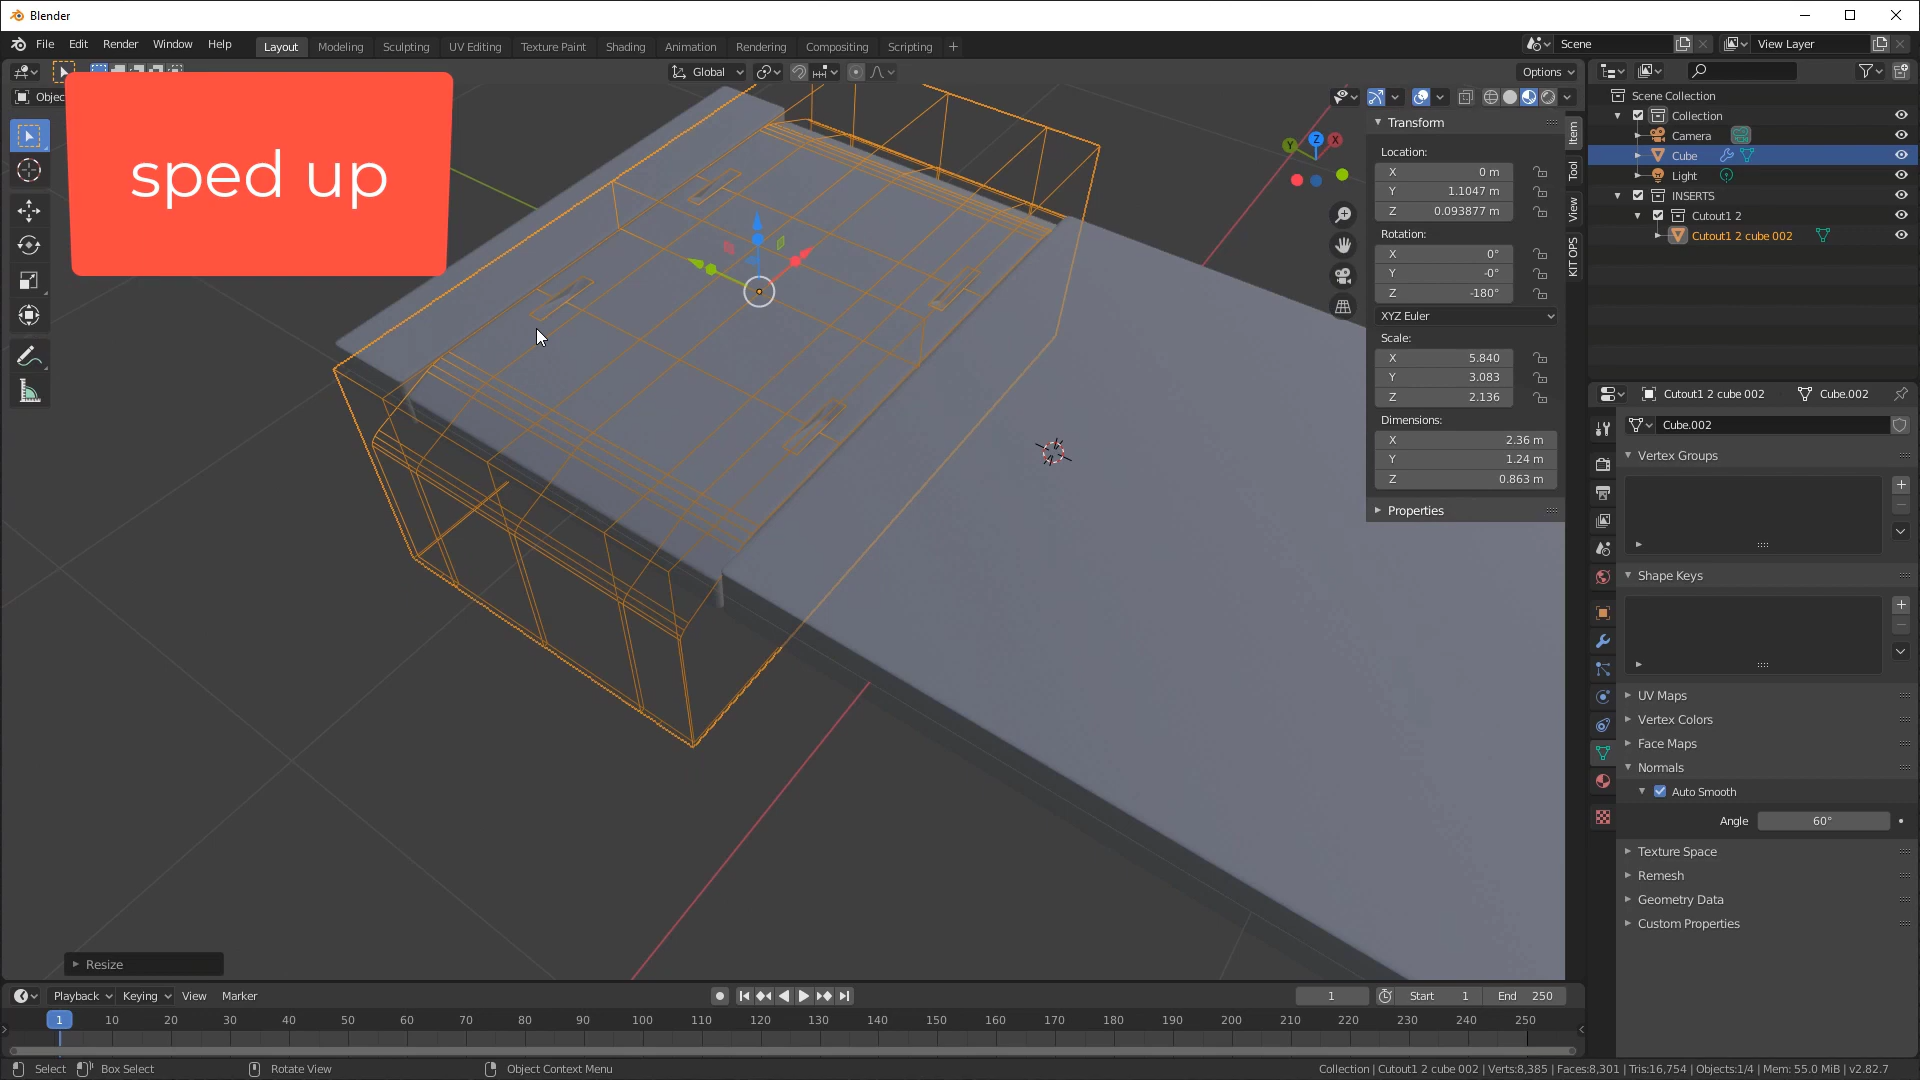 Blender
File Edit Render Window Help
Layout Modeling Sculpting UV Editing Texture Paint Shading Animation Rendering Compositing Scripting +
Scene
View Layer
Global
Options
Objec
sped up
Transform
Location:
X 0 m
Y 1.1047 m
Z 0.093877 m
Rotation:
X 0°
Y -0°
Z -180°
XYZ Euler
Scale:
X 5.840
Y 3.083
Z 2.136
Dimensions:
X 2.36 m
Y 1.24 m
Z 0.863 m
Properties
Item
Tool
View
KIT OPS
Z
X
Y
Scene Collection
Collection
Camera
Cube
Light
INSERTS
Cutout1 2
Cutout1 2 cube 002
Cutout1 2 cube 002 Cube.002
Cube.002
Vertex Groups
Shape Keys
UV Maps
Vertex Colors
Face Maps
Normals
Auto Smooth
Angle 60°
Texture Space
Remesh
Geometry Data
Custom Properties
Resize
Playback Keying View Marker
1 Start 1 End 250
1 10 20 30 40 50 60 70 80 90 100 110 120 130 140 150 160 170 180 190 200 210 220 230 240 250
Select Box Select Rotate View Object Context Menu
Collection | Cutout1 2 cube 002 | Verts:8,385 | Faces:8,301 | Tris:16,754 | Objects:1/4 | Mem: 55.0 MiB | v2.82.7